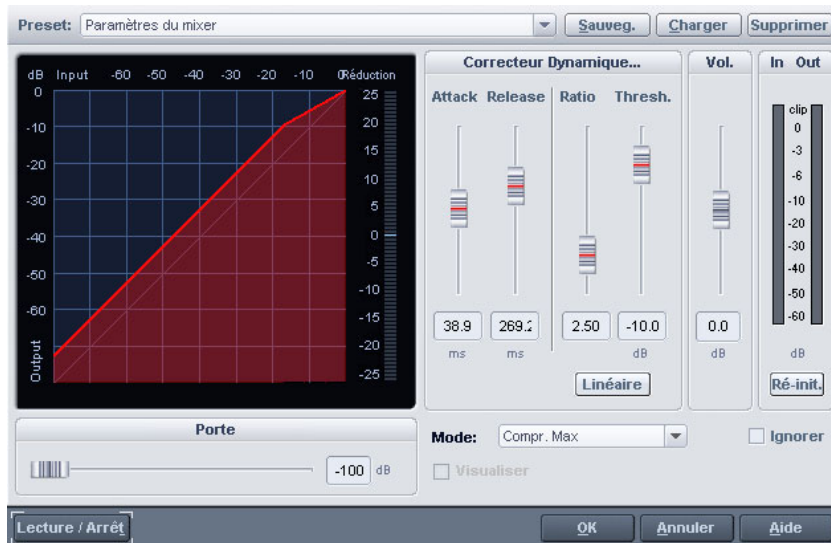 Preset: Paramètres du mixer Sauveg. Charger Supprimer
dB Input -60 -50 -40 -30 -20 -10 0 Réduction
0
-10
-20
-30
-40
-50
-60
Output
25
20
15
10
5
0
-5
-10
-15
-20
-25
Correcteur Dynamique...
Attack Release Ratio Thresh.
38.9 269.2 2.50 -10.0
ms ms dB
Linéaire
Vol.
0.0
dB
In Out
clip
0
-3
-6
-10
-20
-30
-40
-50
-60
dB
Ré-init.
Porte
-100 dB
Mode: Compr. Max Ignorer
Visualiser
Lecture / Arrêt OK Annuler Aide